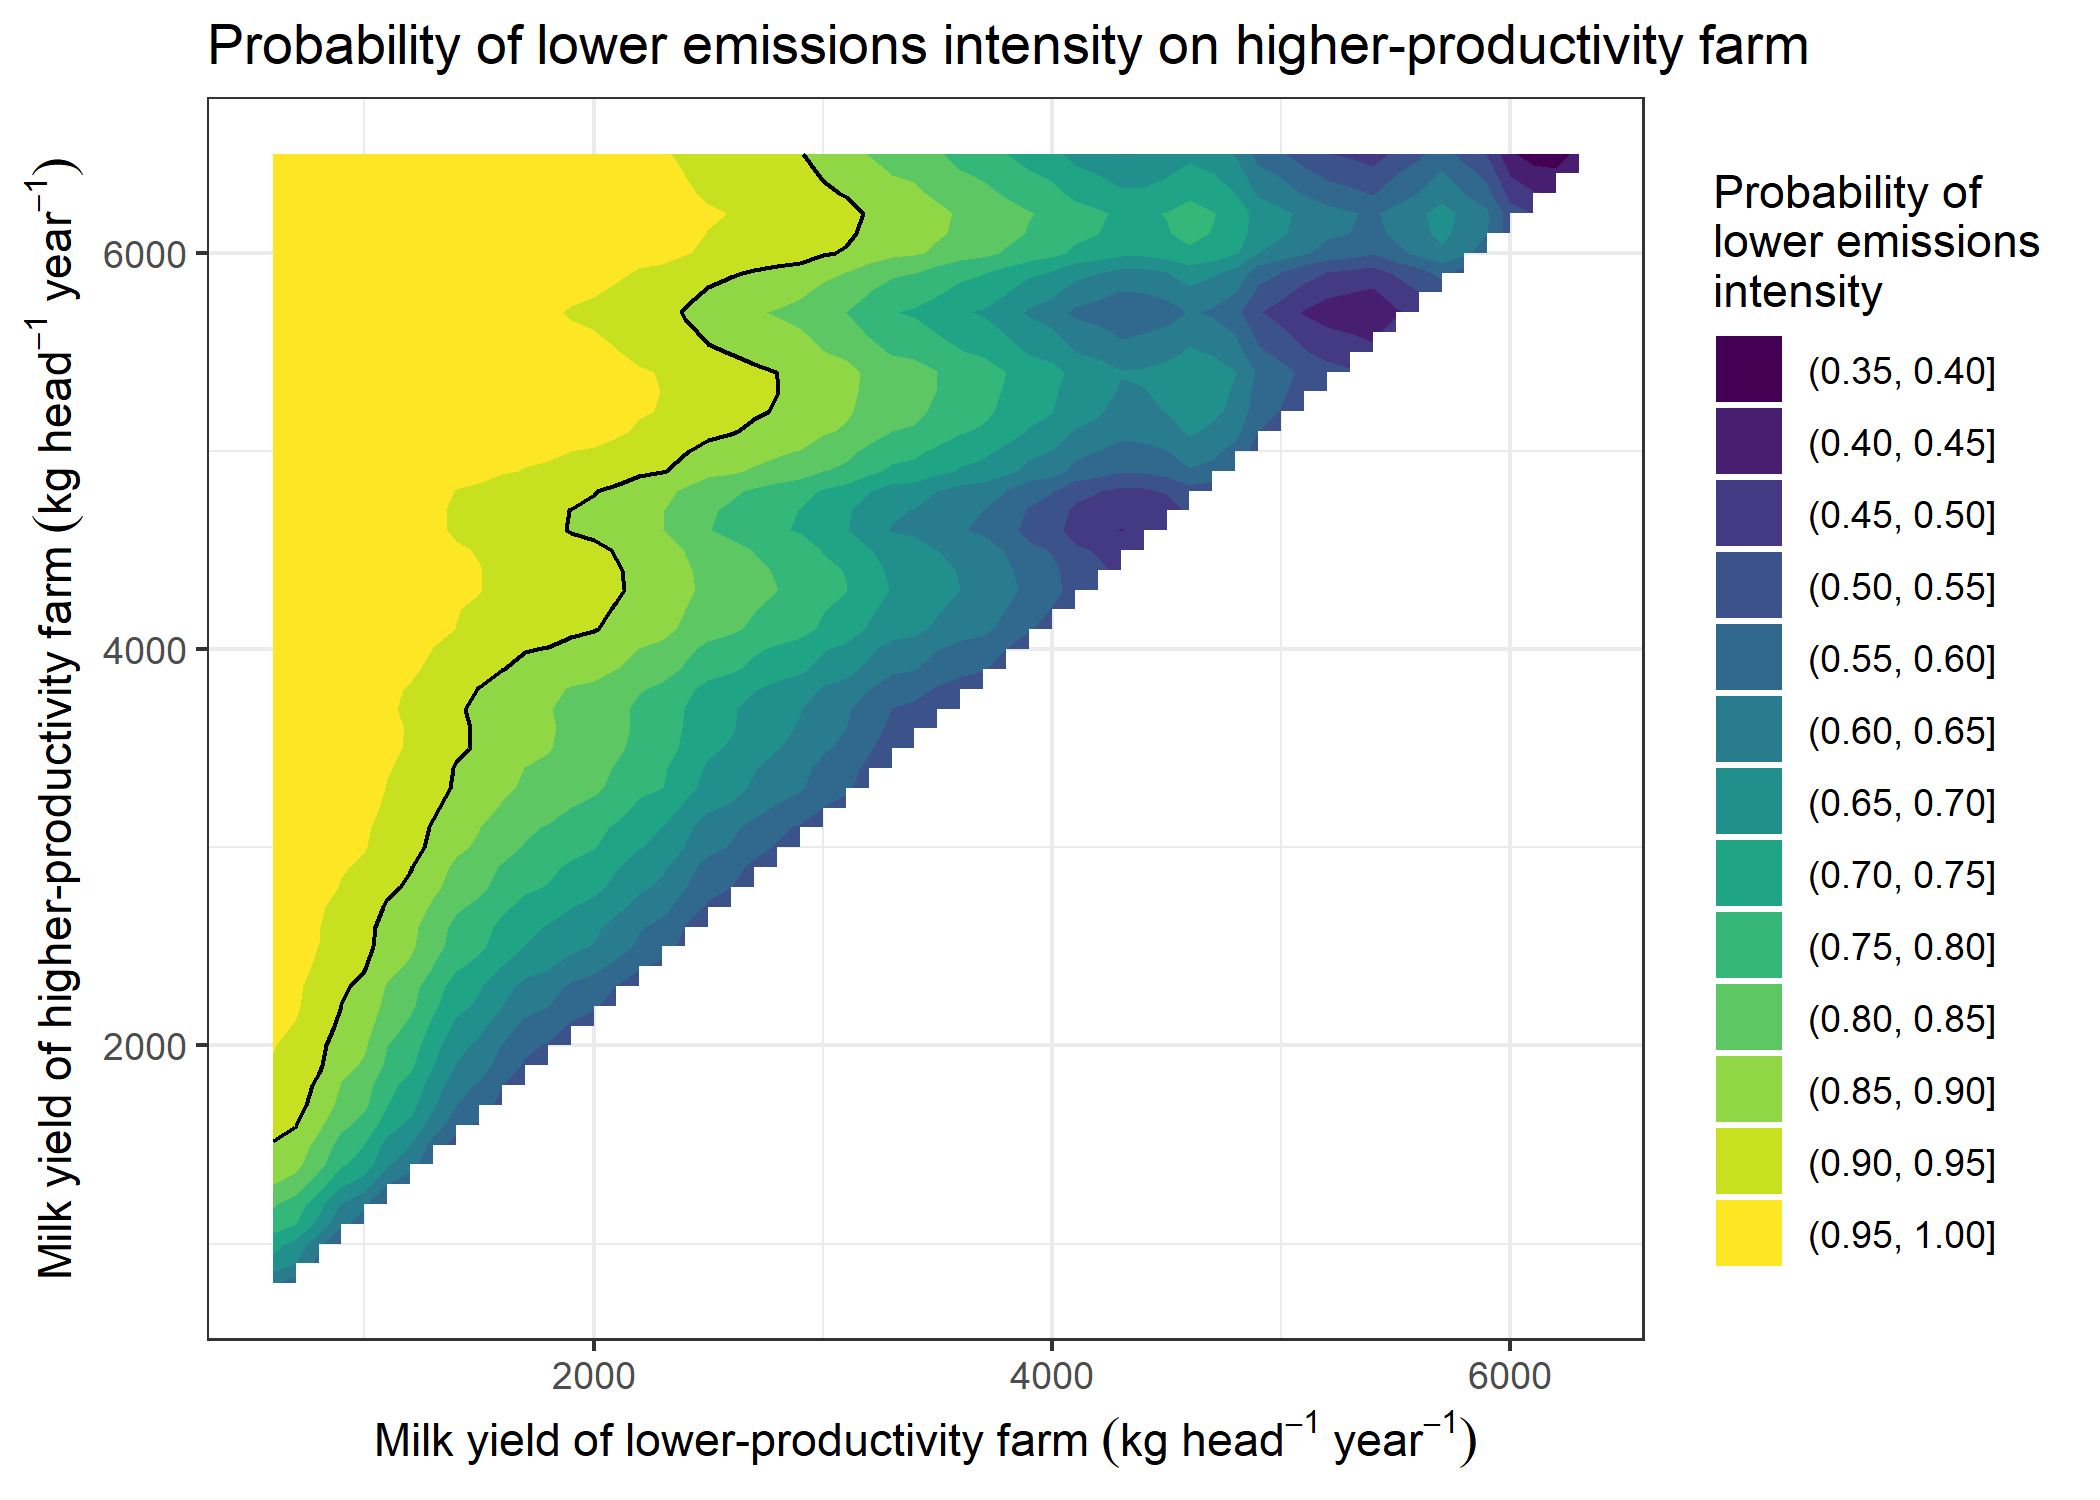 Probability of lower emissions intensity on higher-productivity farm
Milk yield of higher-productivity farm (kg head⁻¹ year⁻¹)
6000
4000
2000
2000 4000 6000
Milk yield of lower-productivity farm (kg head⁻¹ year⁻¹)
Probability of
lower emissions
intensity
(0.35, 0.40]
(0.40, 0.45]
(0.45, 0.50]
(0.50, 0.55]
(0.55, 0.60]
(0.60, 0.65]
(0.65, 0.70]
(0.70, 0.75]
(0.75, 0.80]
(0.80, 0.85]
(0.85, 0.90]
(0.90, 0.95]
(0.95, 1.00]